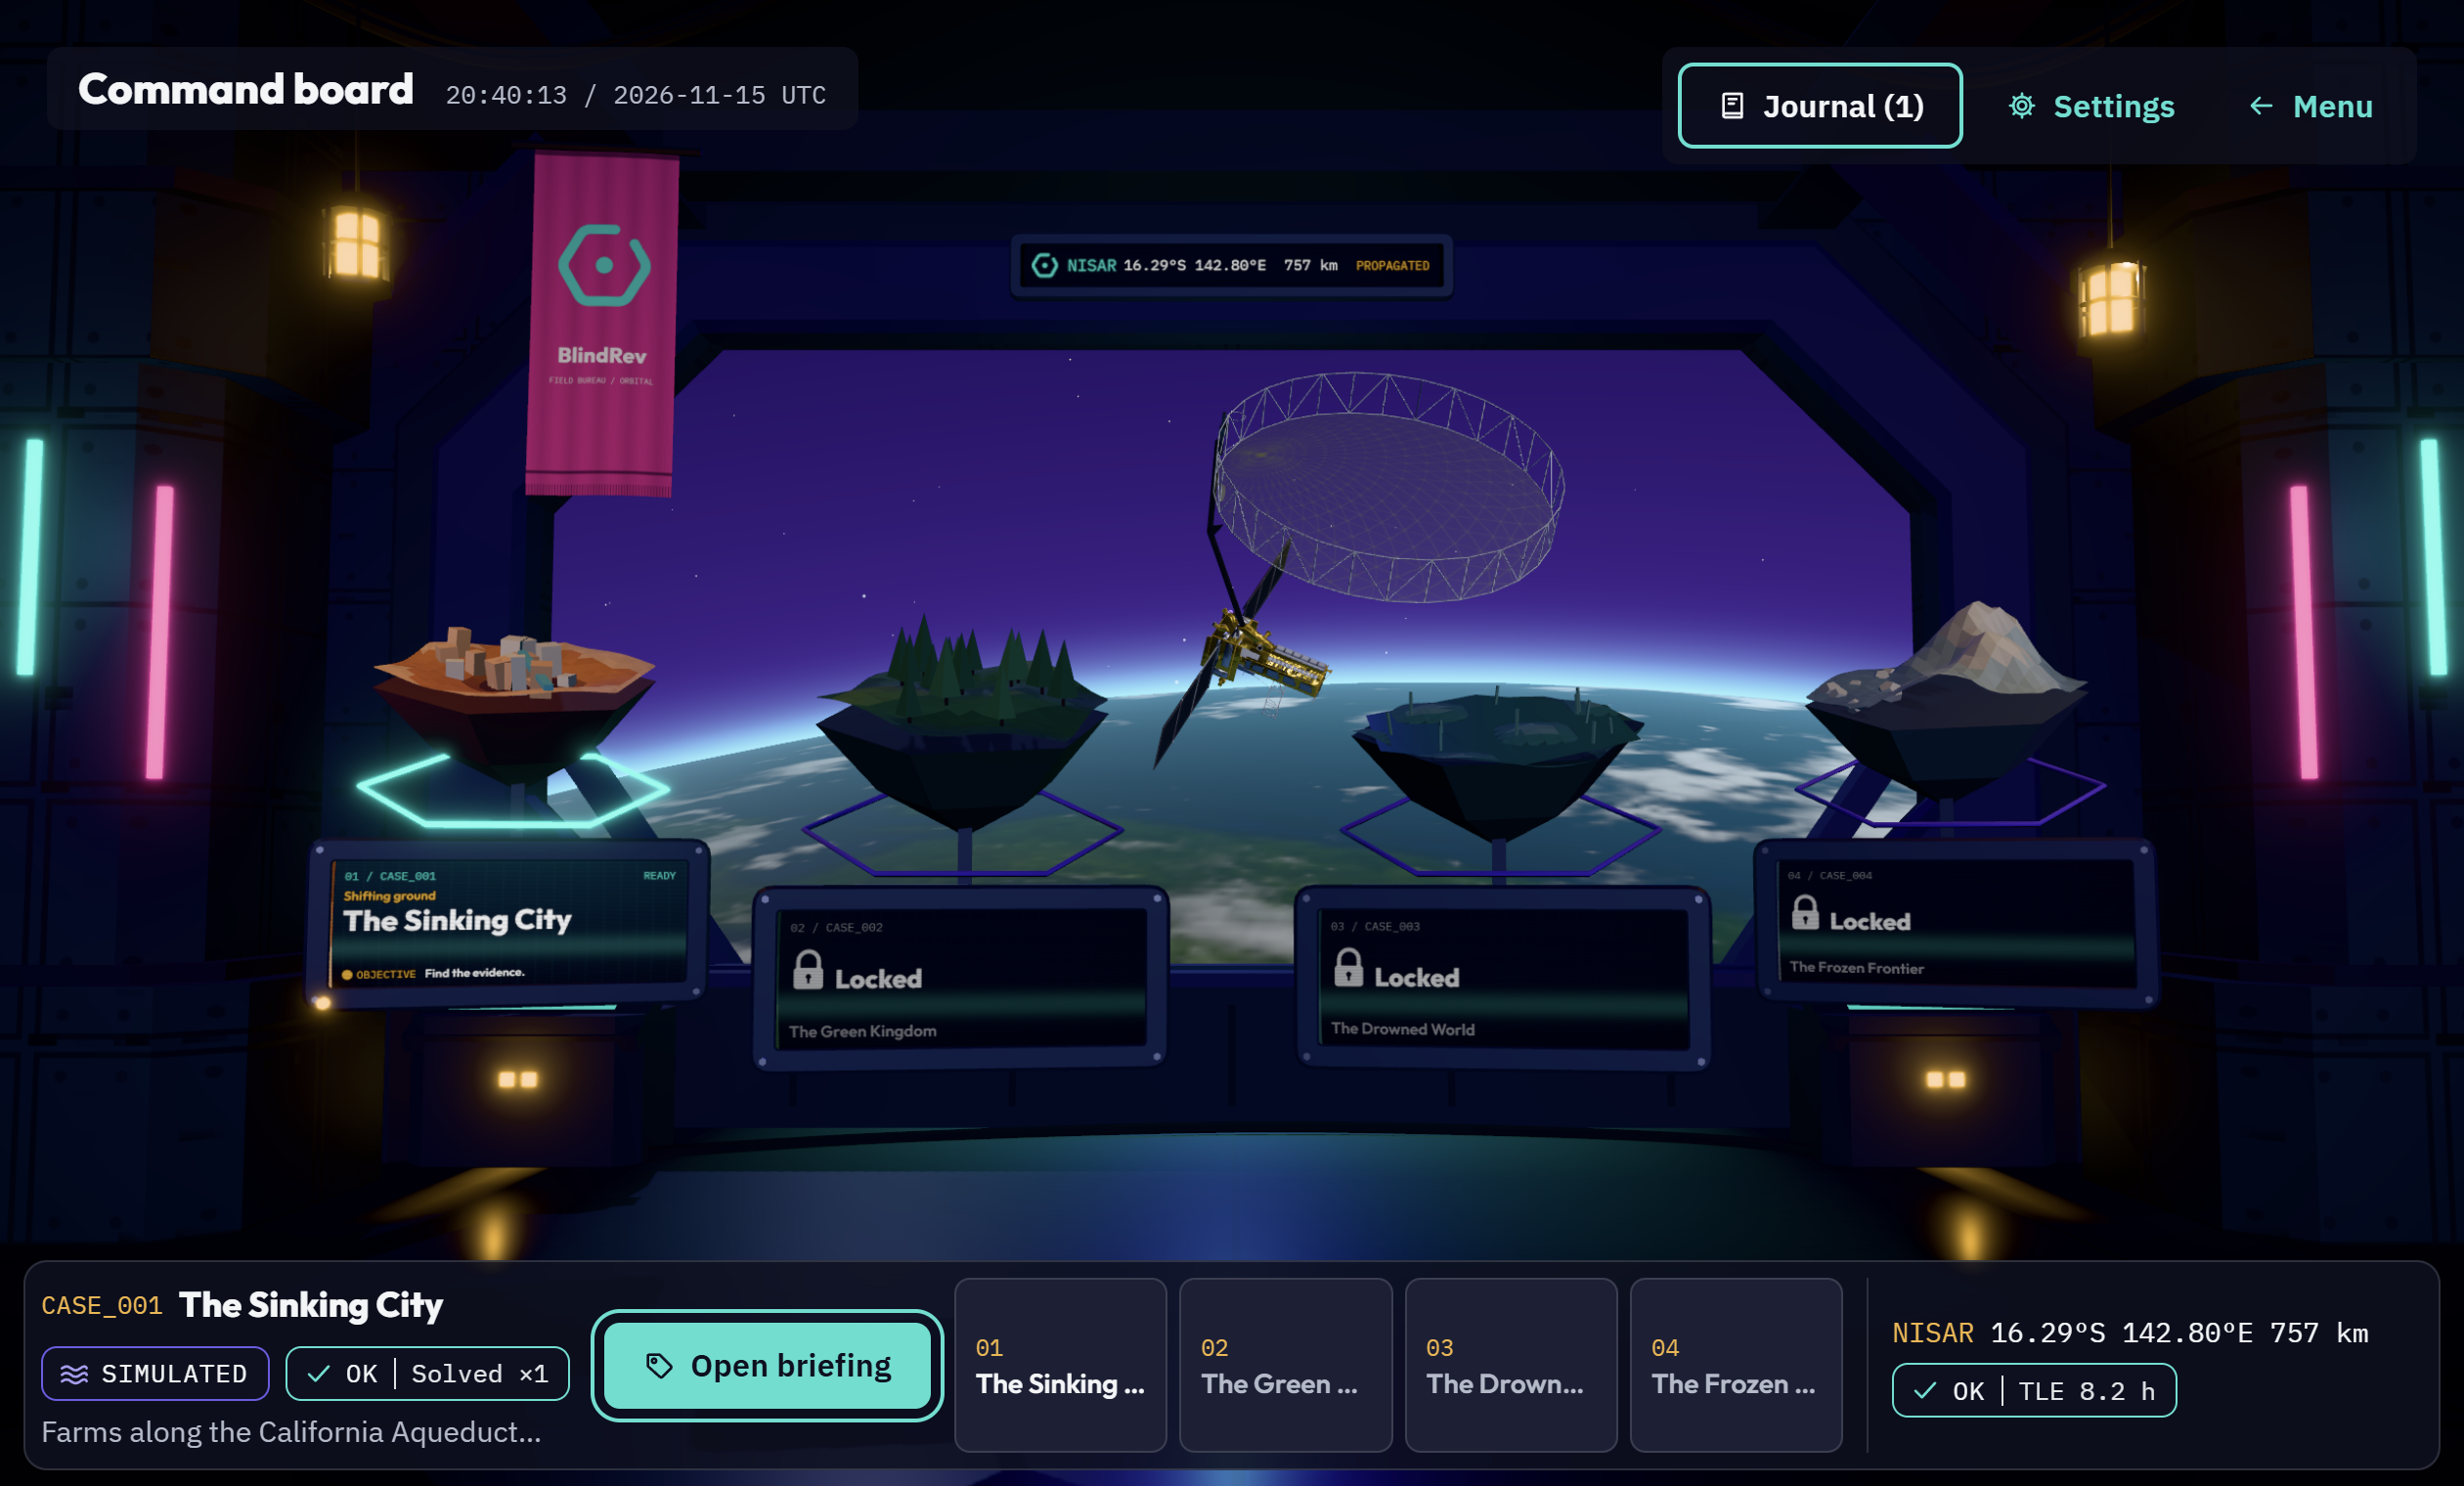 Command board 20:40:13 / 2026-11-15 UTC
Journal (1) Settings Menu
NISAR 16.29°S 142.80°E 757 km PROPAGATED
BlindRev
FIELD BUREAU / ORBITAL
01 / CASE_001 READY
Shifting ground
The Sinking City
OBJECTIVE Find the evidence.
02 / CASE_002
Locked
The Green Kingdom
03 / CASE_003
Locked
The Drowned World
04 / CASE_004
Locked
The Frozen Frontier
CASE_001 The Sinking City
SIMULATED OK | Solved ×1
Farms along the California Aqueduct...
Open briefing
01
The Sinking ...
02
The Green ...
03
The Drown...
04
The Frozen ...
NISAR 16.29°S 142.80°E 757 km
OK | TLE 8.2 h